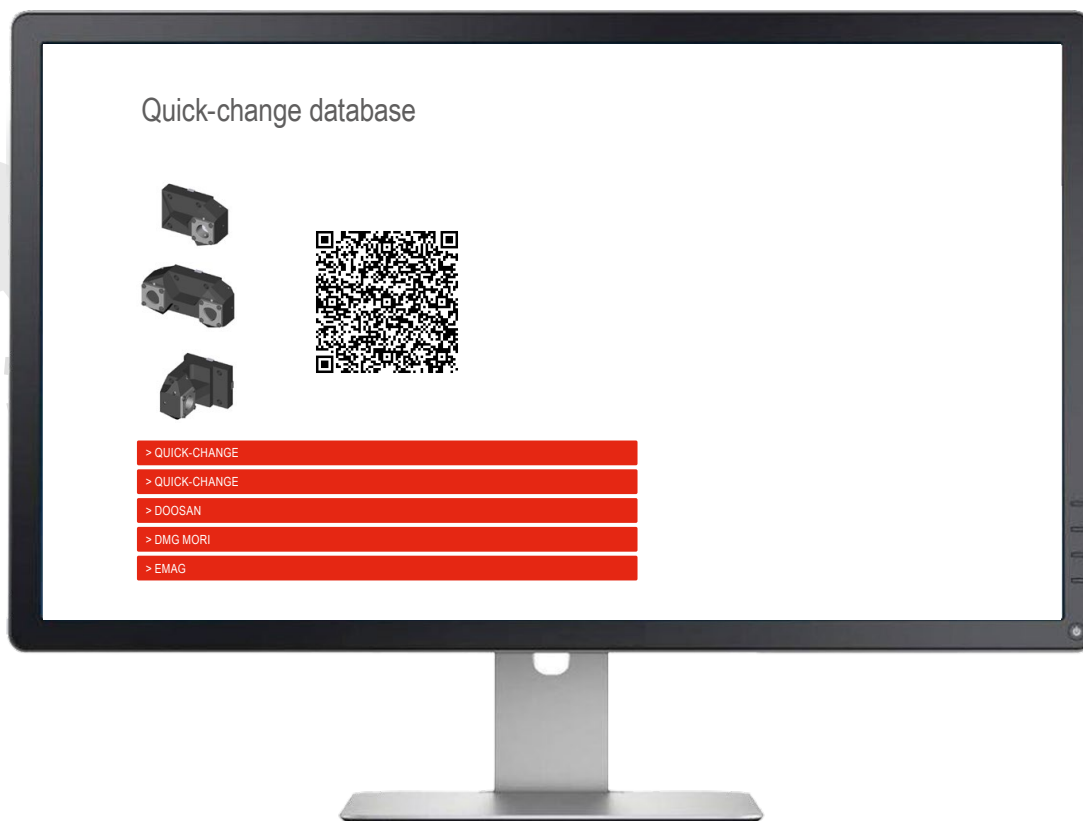 Quick-change database
> QUICK-CHANGE
> QUICK-CHANGE
> DOOSAN
> DMG MORI
> EMAG